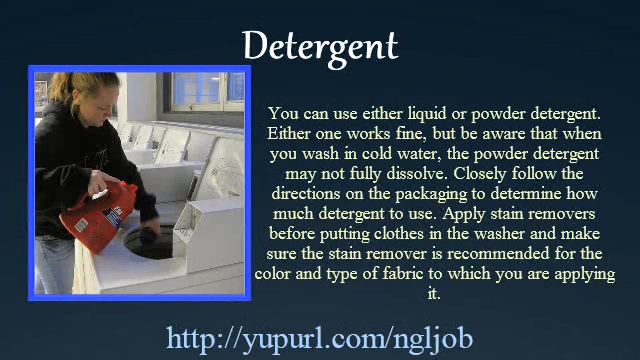 Detergent
You can use either liquid or powder detergent.
Either one works fine, but be aware that when
you wash in cold water, the powder detergent
may not fully dissolve. Closely follow the
directions on the packaging to determine how
much detergent to use. Apply stain removers
before putting clothes in the washer and make
sure the stain remover is recommended for the
color and type of fabric to which you are applying
it.
http://yupurl.com/ngljob